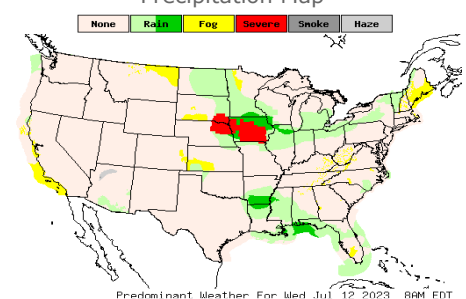 Precipitation Map
None Rain Fog Severe Smoke Haze
Predominant Weather For Wed Jul 12 2023 8AM EDT